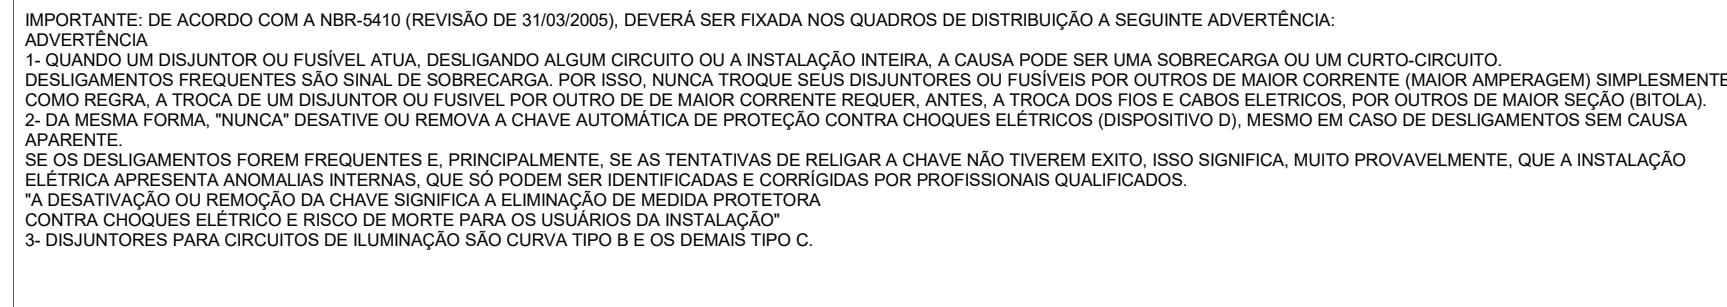 IMPORTANTE: DE ACORDO COM A NBR-5410 (REVISÃO DE 31/03/2005), DEVERÁ SER FIXADA NOS QUADROS DE DISTRIBUIÇÃO A SEGUINTE ADVERTÊNCIA:
ADVERTÊNCIA
1- QUANDO UM DISJUNTOR OU FUSÍVEL ATUA, DESLIGANDO ALGUM CIRCUITO OU A INSTALAÇÃO INTEIRA, A CAUSA PODE SER UMA SOBRECARGA OU UM CURTO-CIRCUITO.
DESLIGAMENTOS FREQUENTES SÃO SINAL DE SOBRECARGA. POR ISSO, NUNCA TROQUE SEUS DISJUNTORES OU FUSÍVEIS POR OUTROS DE MAIOR CORRENTE (MAIOR AMPERAGEM) SIMPLESMENTE
COMO REGRA, A TROCA DE UM DISJUNTOR OU FUSIVEL POR OUTRO DE DE MAIOR CORRENTE REQUER, ANTES, A TROCA DOS FIOS E CABOS ELETRICOS, POR OUTROS DE MAIOR SEÇÃO (BITOLA).
2- DA MESMA FORMA, "NUNCA" DESATIVE OU REMOVA A CHAVE AUTOMÁTICA DE PROTEÇÃO CONTRA CHOQUES ELÉTRICOS (DISPOSITIVO D), MESMO EM CASO DE DESLIGAMENTOS SEM CAUSA
APARENTE.
SE OS DESLIGAMENTOS FOREM FREQUENTES E, PRINCIPALMENTE, SE AS TENTATIVAS DE RELIGAR A CHAVE NÃO TIVEREM EXITO, ISSO SIGNIFICA, MUITO PROVAVELMENTE, QUE A INSTALAÇÃO
ELÉTRICA APRESENTA ANOMALIAS INTERNAS, QUE SÓ PODEM SER IDENTIFICADAS E CORRÍGIDAS POR PROFISSIONAIS QUALIFICADOS.
"A DESATIVAÇÃO OU REMOÇÃO DA CHAVE SIGNIFICA A ELIMINAÇÃO DE MEDIDA PROTETORA
CONTRA CHOQUES ELÉTRICO E RISCO DE MORTE PARA OS USUÁRIOS DA INSTALAÇÃO"
3- DISJUNTORES PARA CIRCUITOS DE ILUMINAÇÃO SÃO CURVA TIPO B E OS DEMAIS TIPO C.